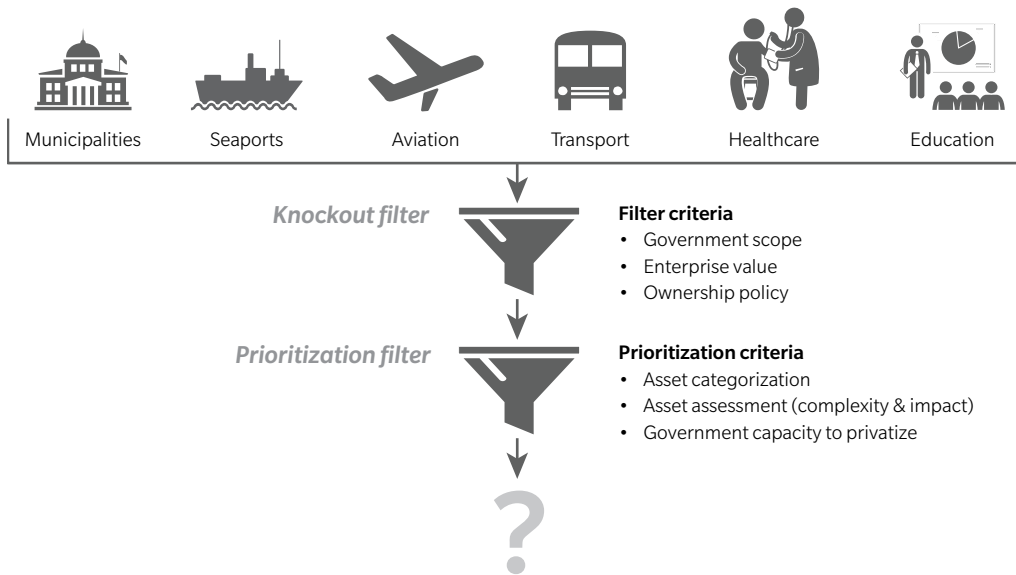 Municipalities
Seaports
Aviation
Transport
Healthcare
Education
Knockout filter
Filter criteria
• Government scope
• Enterprise value
• Ownership policy
Prioritization filter
Prioritization criteria
• Asset categorization
• Asset assessment (complexity & impact)
• Government capacity to privatize
?